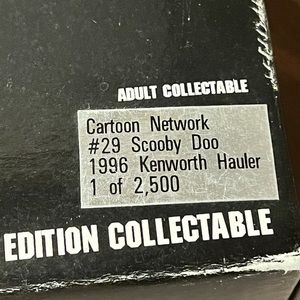 ADULT COLLECTABLE
Cartoon Network
#29 Scooby Doo
1996 Kenworth Hauler
1 of 2,500
EDITION COLLECTABLE